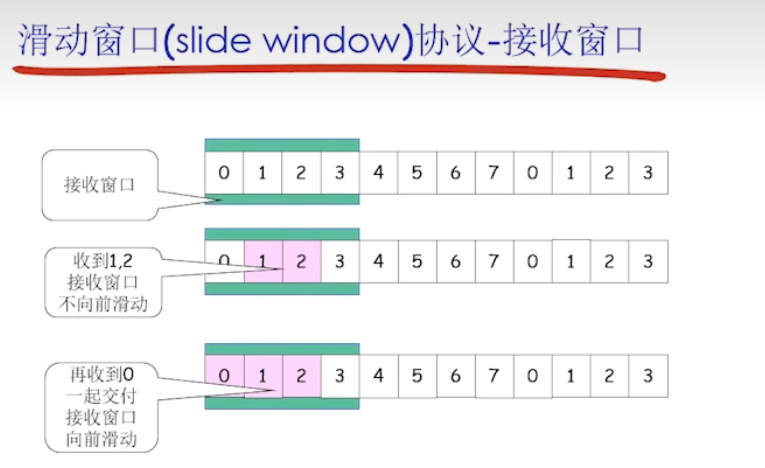 滑动窗口(slide window)协议-接收窗口
接收窗口
0 1 2 3 4 5 6 7 0 1 2 3
收到1,2
接收窗口
不向前滑动
0 1 2 3 4 5 6 7 0 1 2 3
再收到0
一起交付
接收窗口
向前滑动
0 1 2 3 4 5 6 7 0 1 2 3